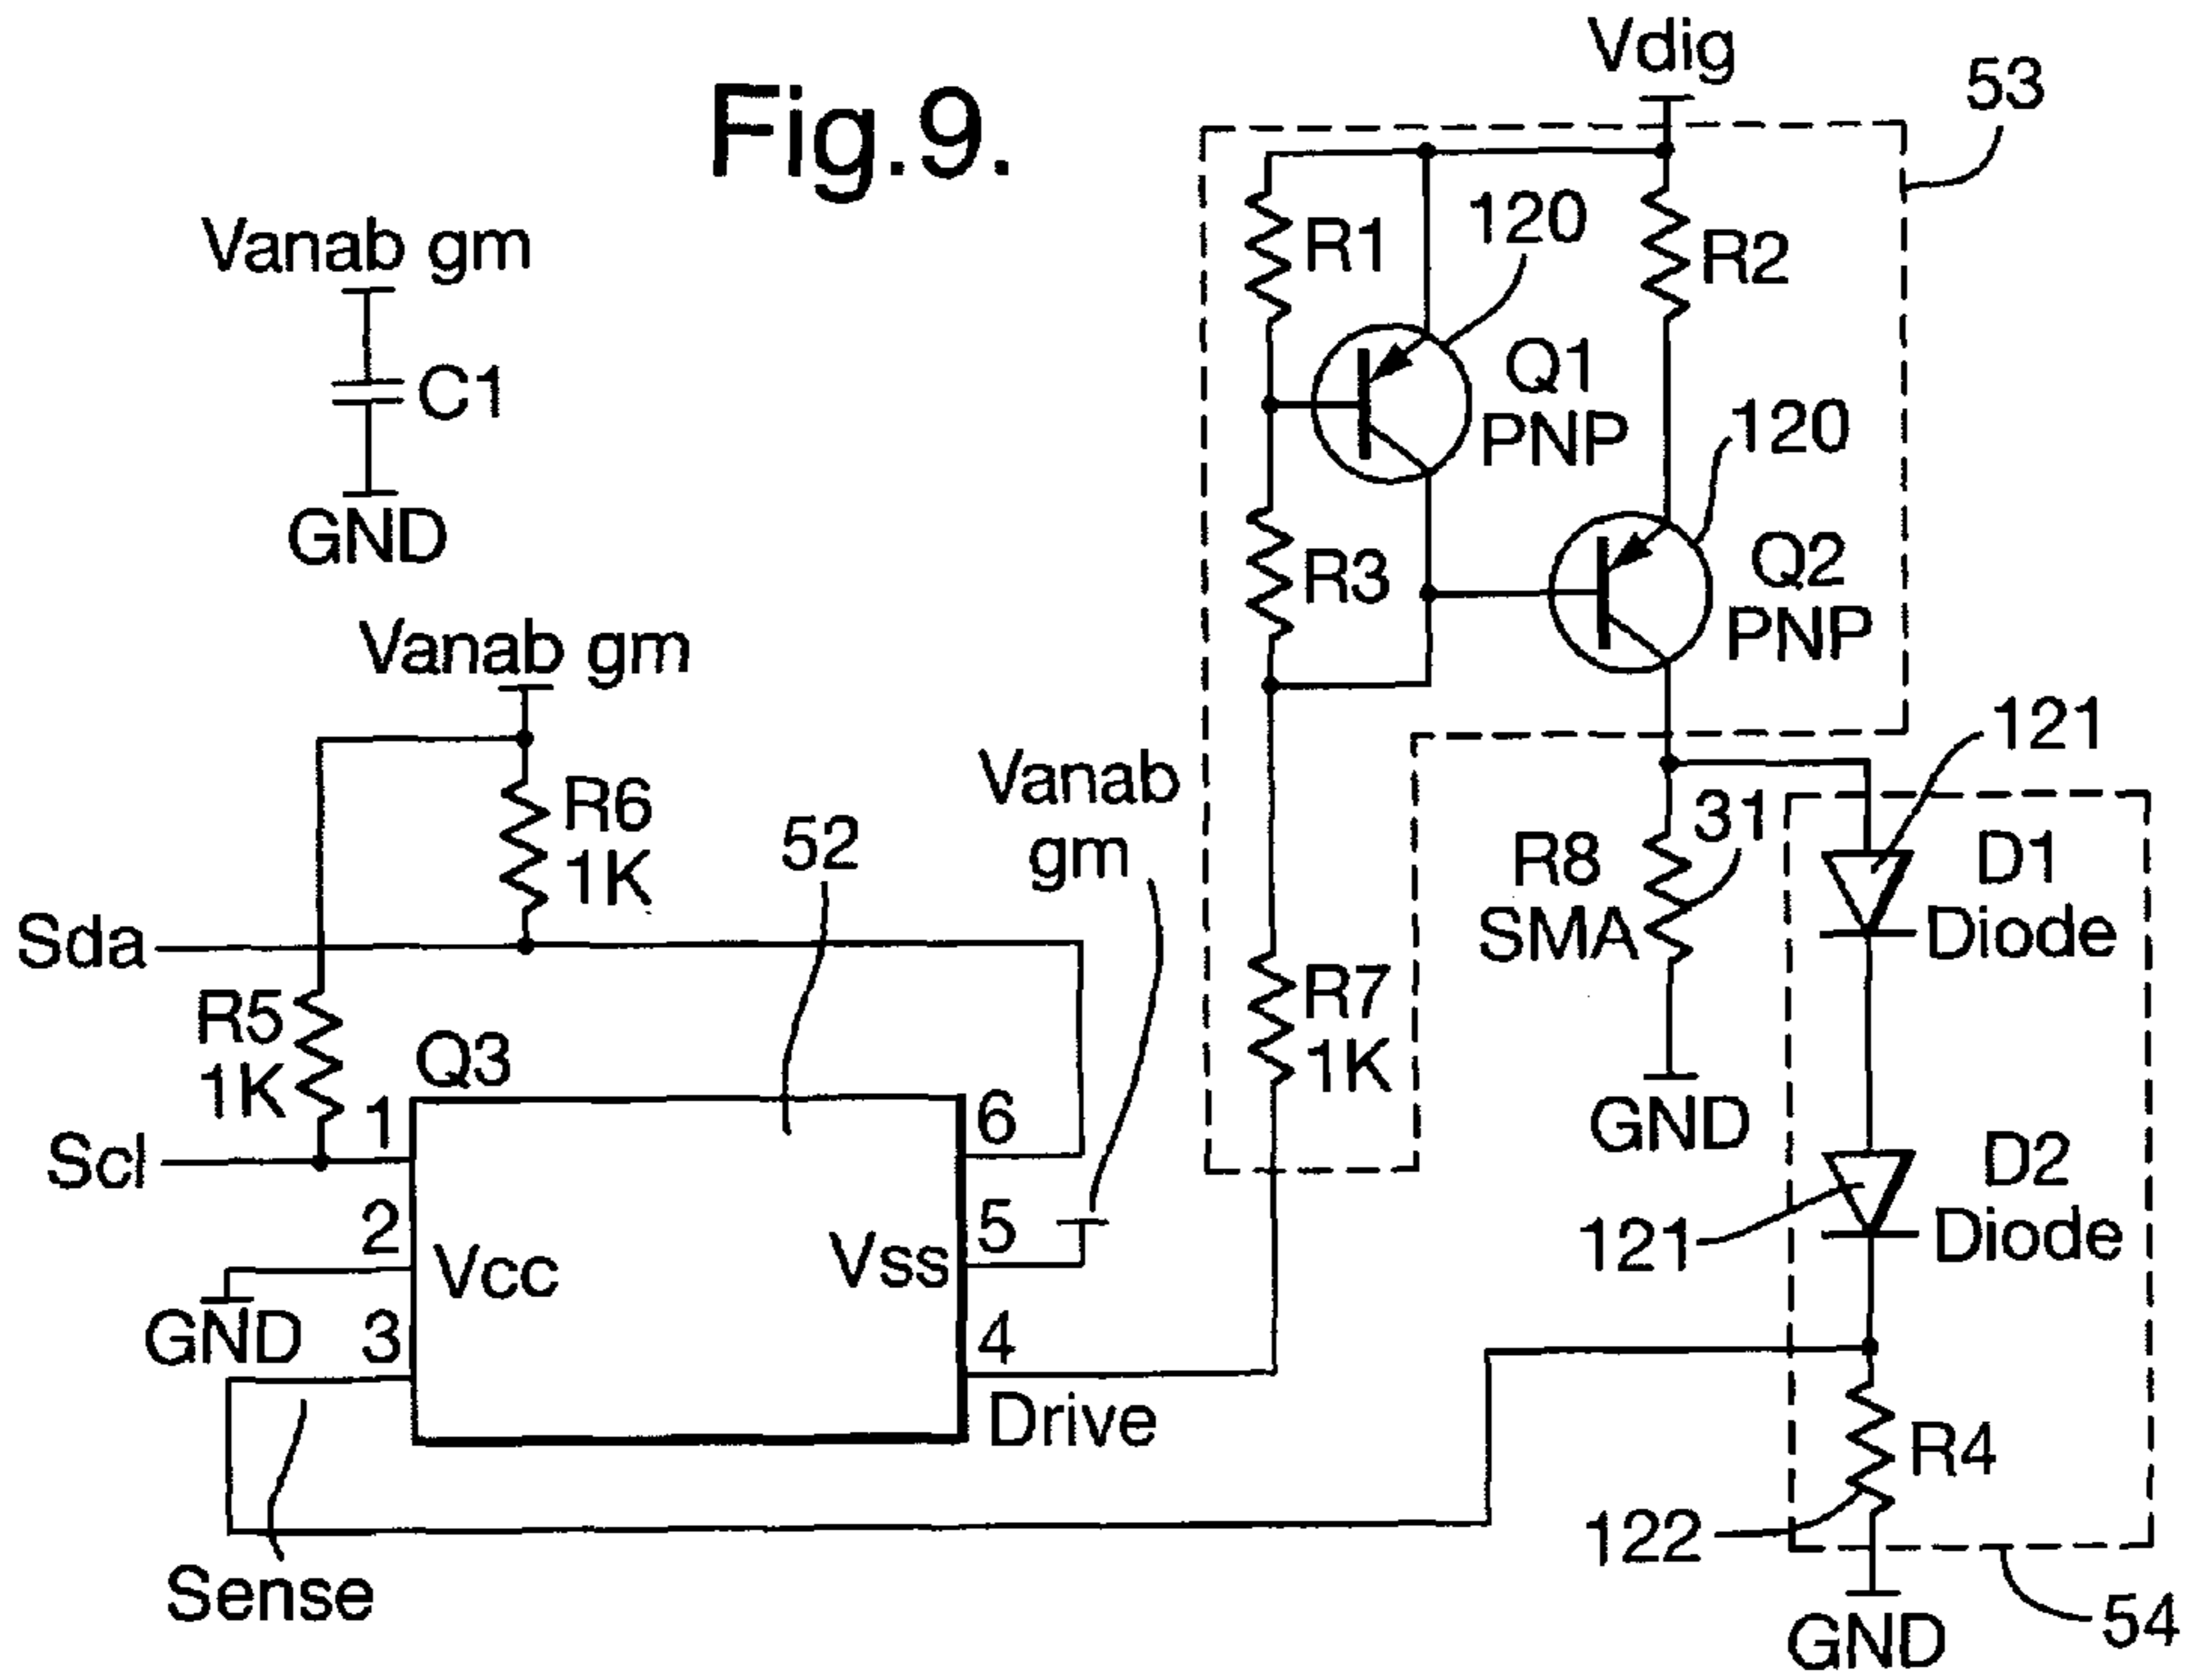 Fig.9.
Vdig
53
Vanab gm
C1
GND
R1
120
R2
Q1
PNP
120
R3
Q2
PNP
Vanab gm
R6
1K
Vanab
gm
52
121
31
R8
SMA
D1
Diode
Sda
R5
1K
Q3
R7
1K
GND
Scl
1
6
2
Vcc
Vss
5
GND
3
4
Drive
D2
Diode
121
R4
122
Sense
GND
54